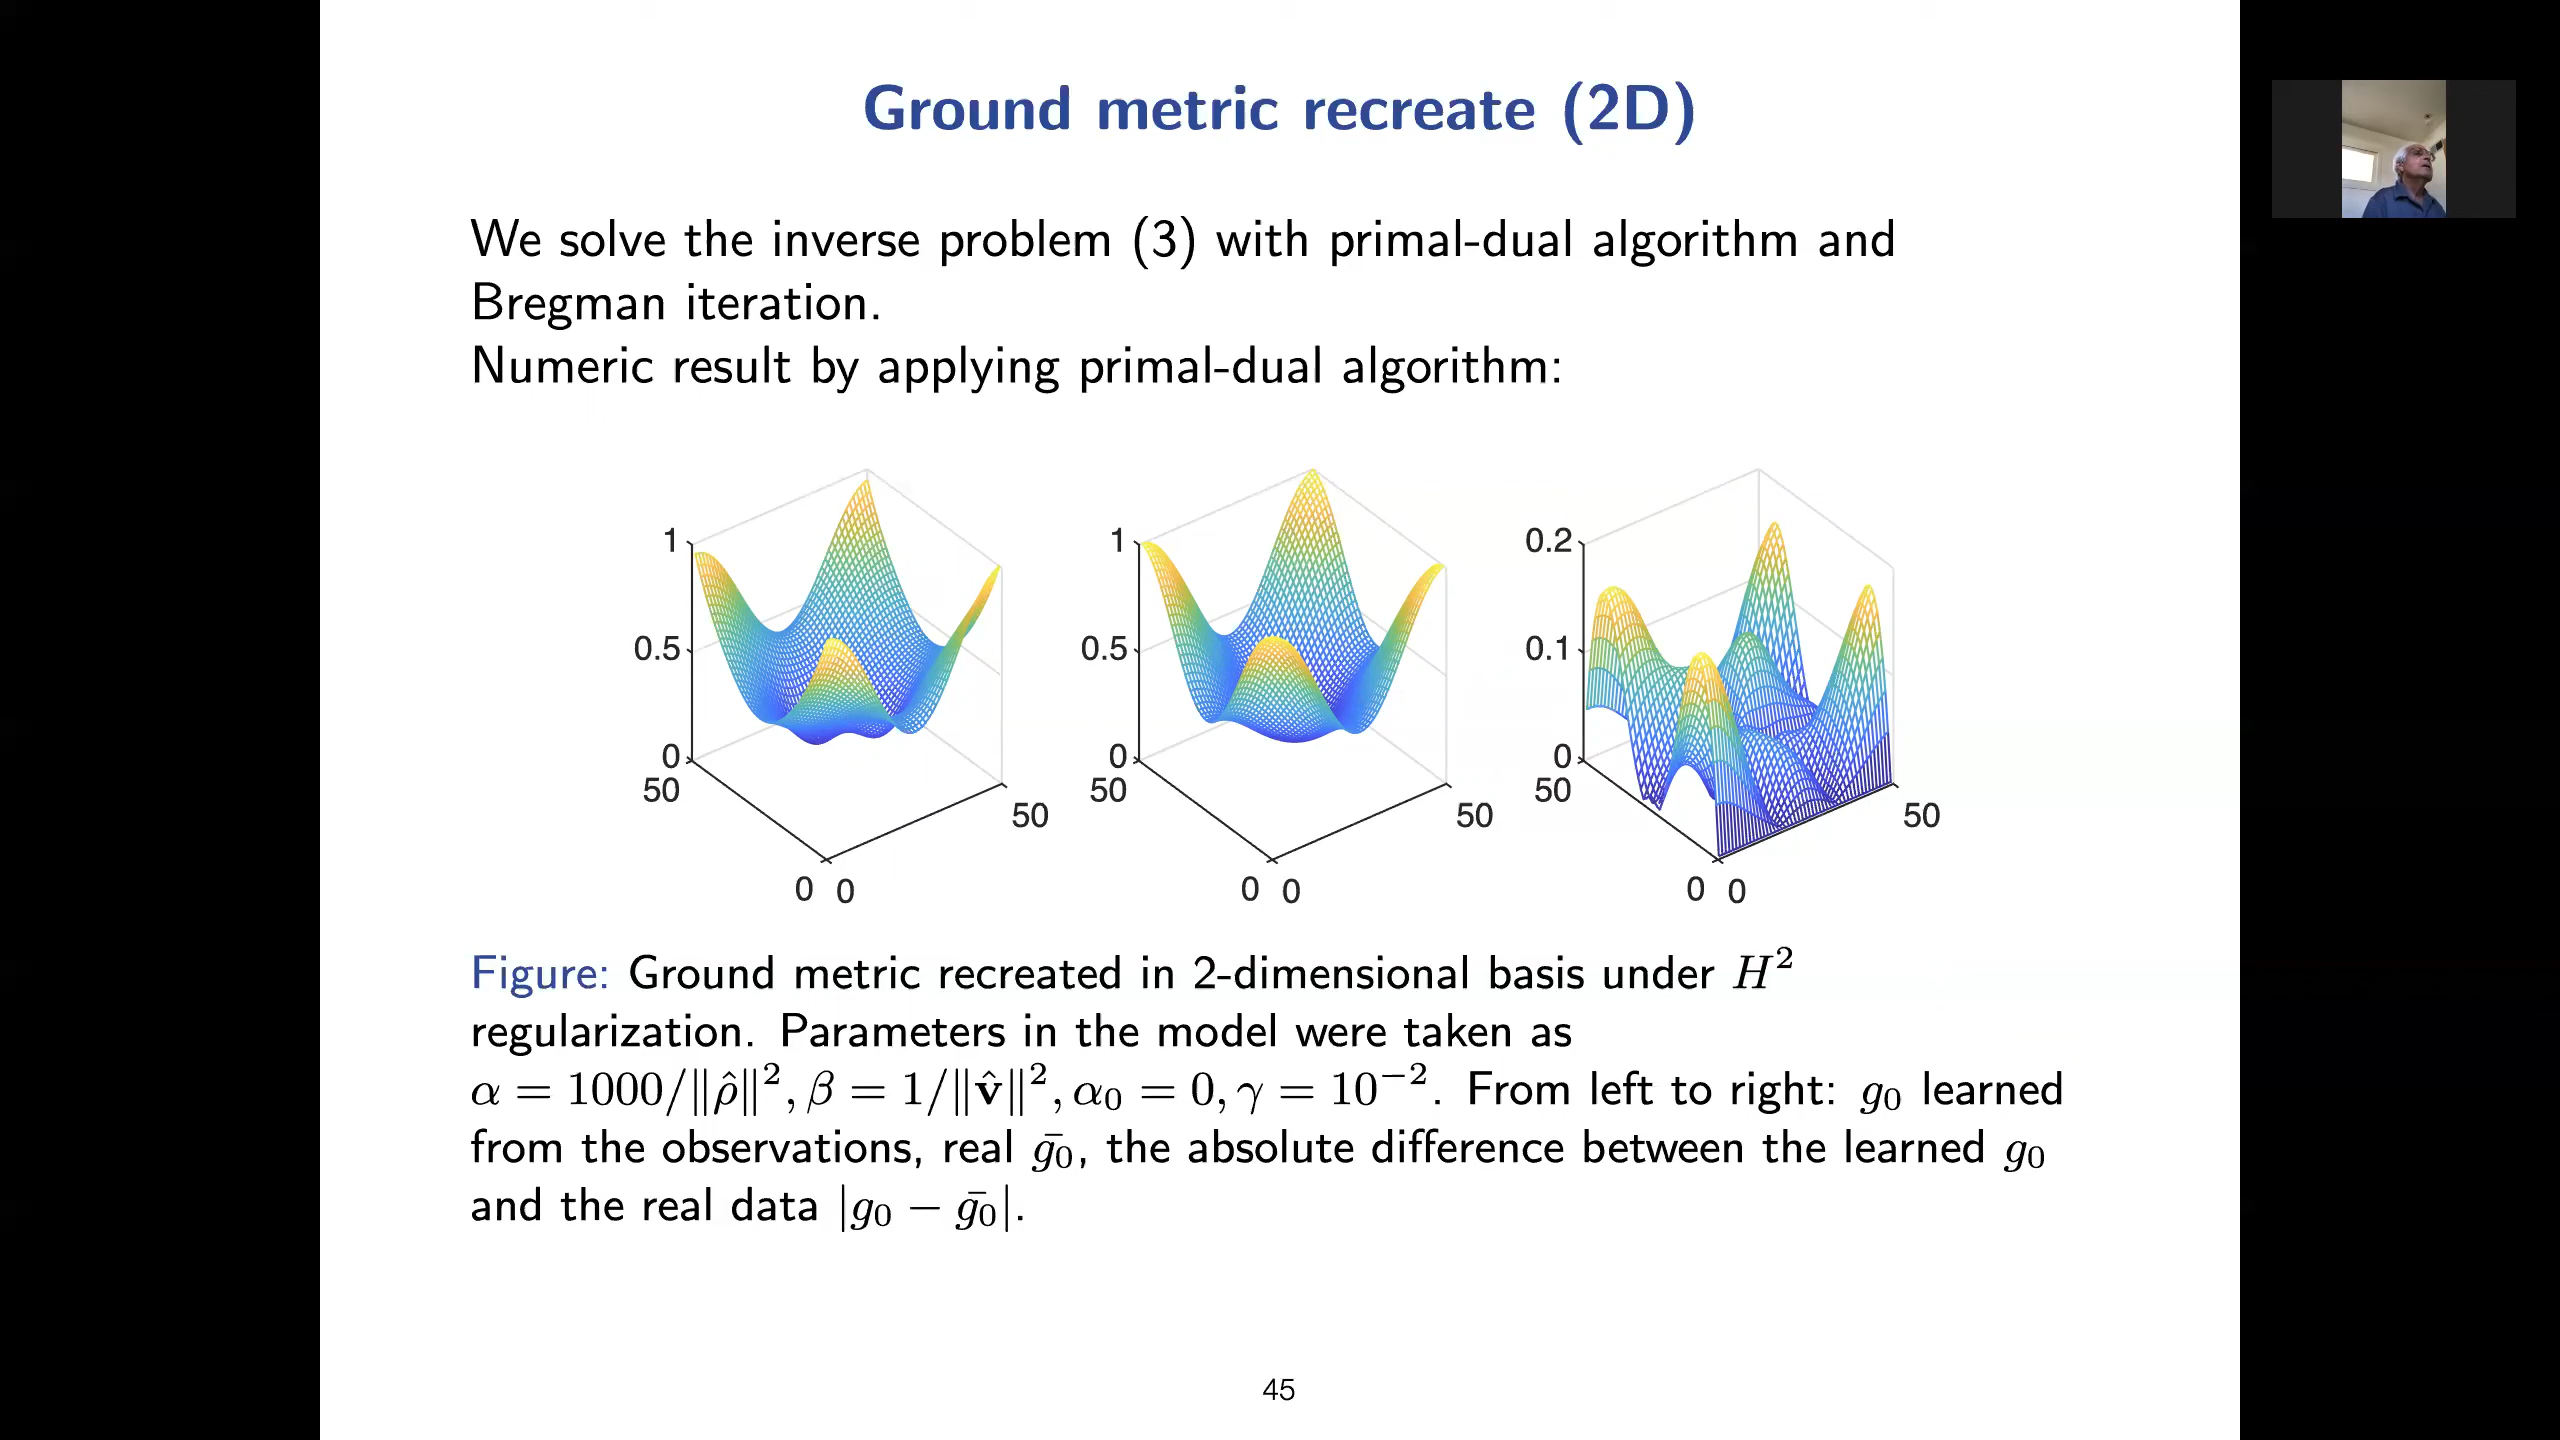 Ground metric recreate (2D)
We solve the inverse problem (3) with primal-dual algorithm and
Bregman iteration.
Numeric result by applying primal-dual algorithm:
1
0.5
0
50
0 0
50
1
0.5
0
50
0 0
50
0.2
0.1
0
50
0 0
50
Figure: Ground metric recreated in 2-dimensional basis under H²
regularization. Parameters in the model were taken as
α = 1000/‖ρ̂‖², β = 1/‖v̂‖², α₀ = 0, γ = 10⁻². From left to right: g₀ learned
from the observations, real ḡ₀, the absolute difference between the learned g₀
and the real data |g₀ − ḡ₀|.
45